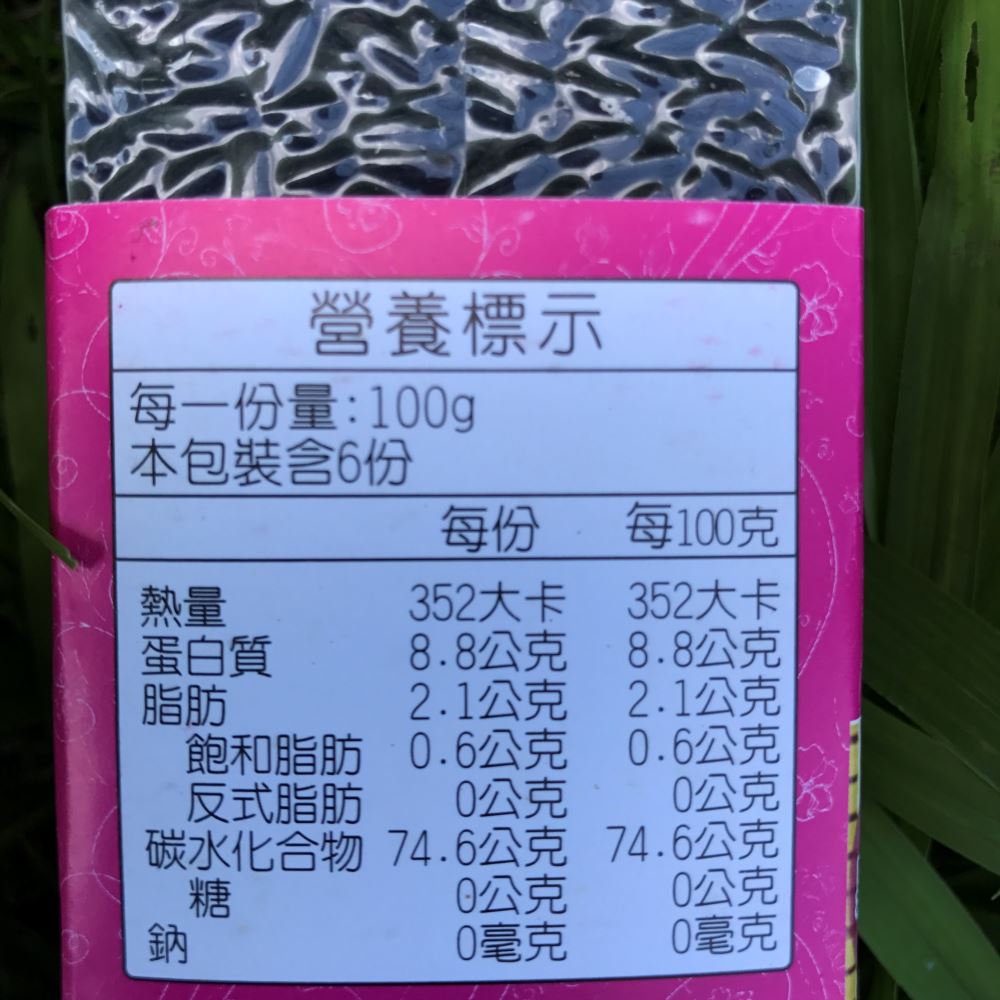 營養標示
每一份量:100g
本包裝含6份
每份 每100克
熱量 352大卡 352大卡
蛋白質 8.8公克 8.8公克
脂肪 2.1公克 2.1公克
飽和脂肪 0.6公克 0.6公克
反式脂肪 0公克 0公克
碳水化合物 74.6公克 74.6公克
糖 0公克 0公克
鈉 0毫克 0毫克